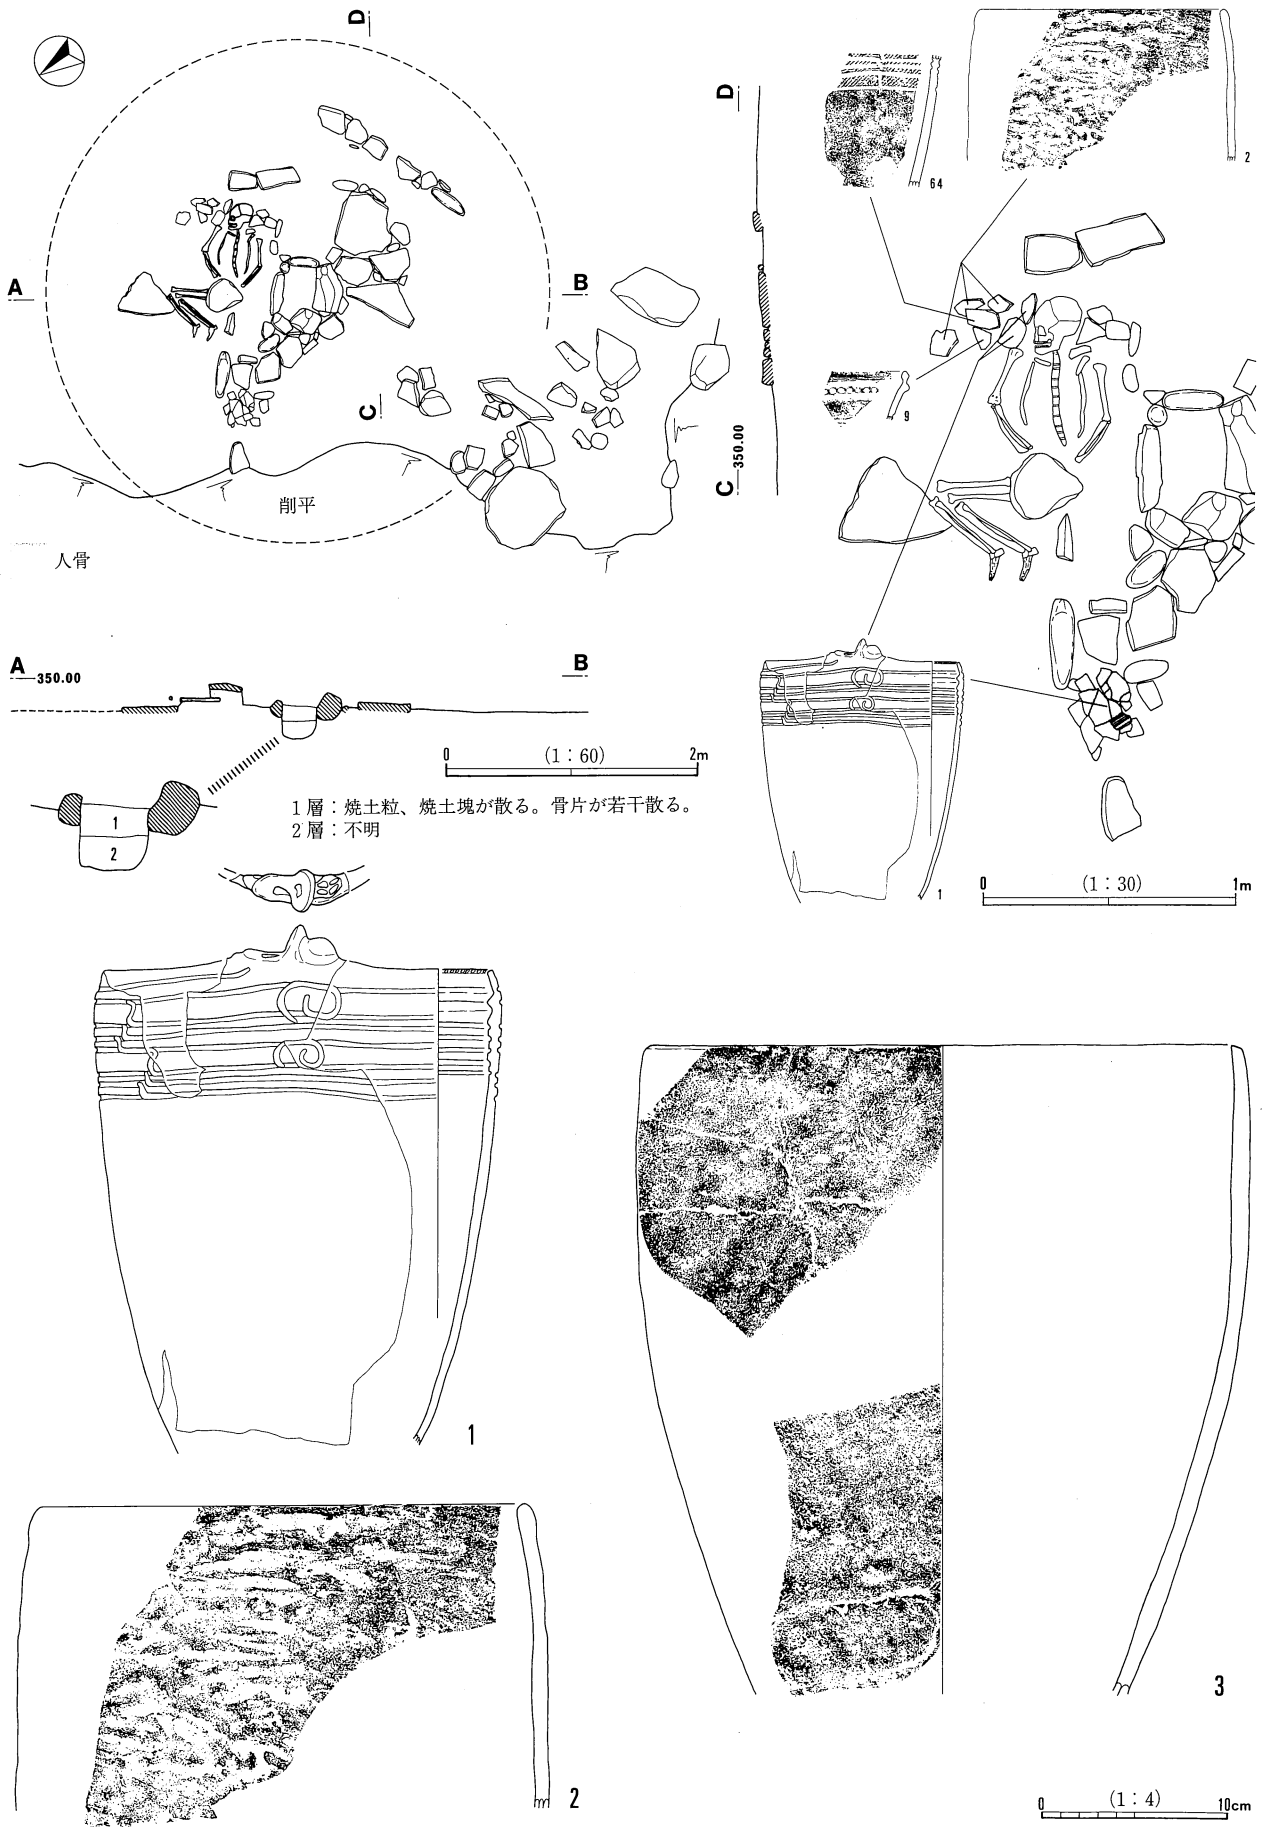 D
A
B
C
削平
人骨
D
C
350.00
64
2
9
1
0 (1：30) 1m
A
350.00
B
0 (1：60) 2m
1
2
1層：焼土粒、焼土塊が散る。骨片が若干散る。
2層：不明
1
2
3
0 (1：4) 10cm